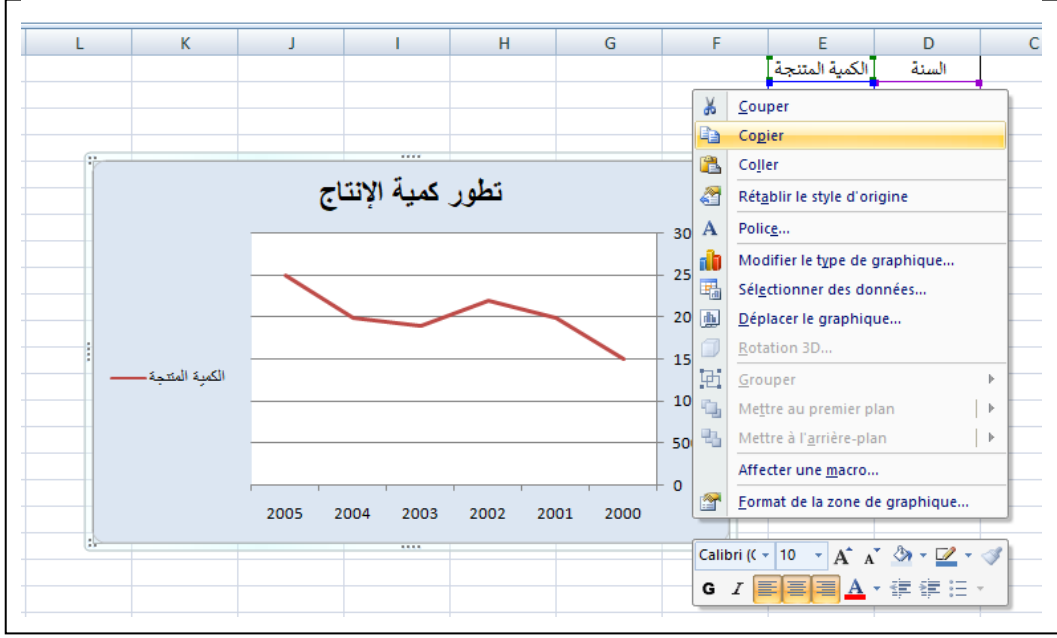 L K J I H G F E D C
الكمية المتنجة السنة
Couper
Copier
Coller
Rétablir le style d'origine
Police...
Modifier le type de graphique...
Sélectionner des données...
Déplacer le graphique...
Rotation 3D...
Grouper
Mettre au premier plan
Mettre à l'arrière-plan
Affecter une macro...
Format de la zone de graphique...
تطور كمية الإنتاج
30
25
20
15
10
50
0
2005 2004 2003 2002 2001 2000
الكمية المتنجة
Calibri (C 10 A A
G I A